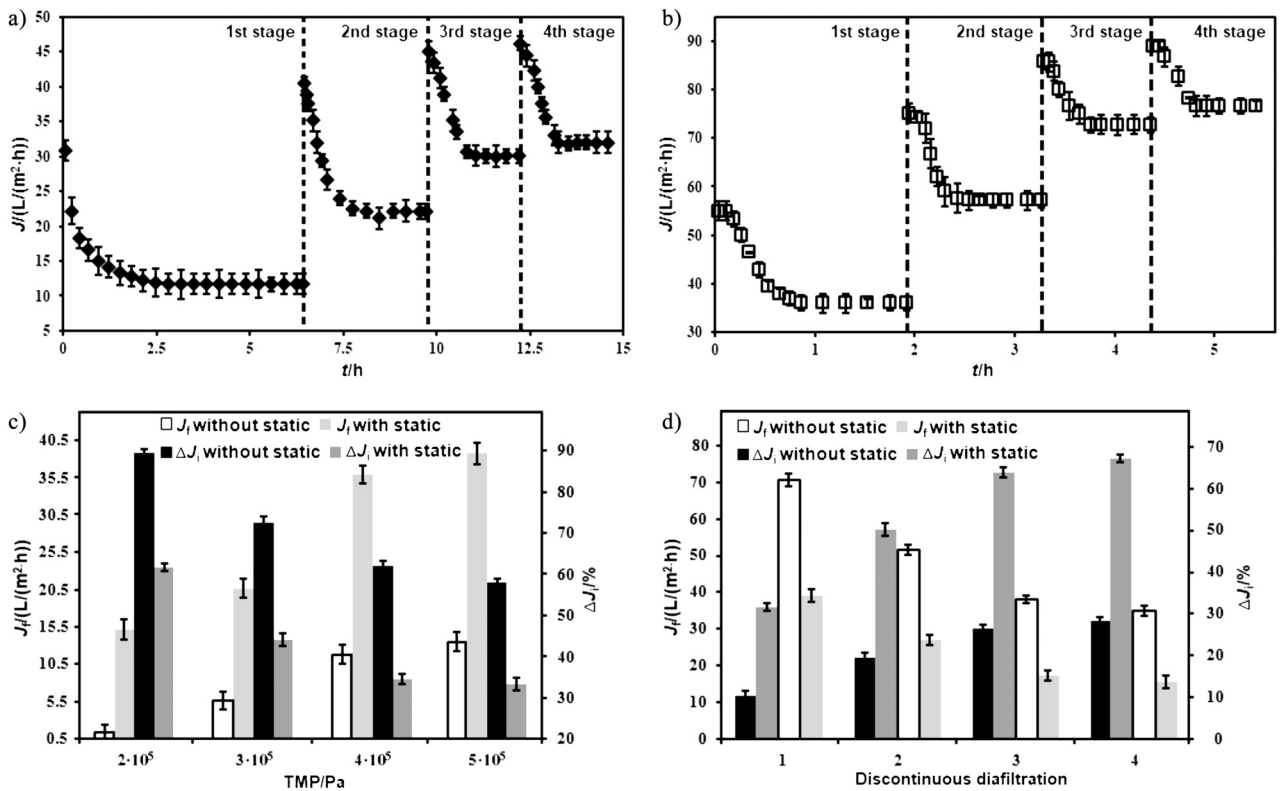 a)
1st stage 2nd stage 3rd stage 4th stage
J/(L/(m²·h)
50
45
40
35
30
25
20
15
10
5
0 2.5 5 7.5 10 12.5 15
t/h
b)
1st stage 2nd stage 3rd stage 4th stage
J/(L/(m²·h)
90
80
70
60
50
40
30
0 1 2 3 4 5
t/h
c)
Jf without static Jf with static
ΔJi without static ΔJi with static
Jf/(L/(m²·h))
40.5
35.5
30.5
25.5
20.5
15.5
10.5
5.5
0.5
90
80
70
60
50
40
30
20
ΔJi/%
2·10⁵ 3·10⁵ 4·10⁵ 5·10⁵
TMP/Pa
d)
Jf without static Jf with static
ΔJi without static ΔJi with static
Jf/(L/(m²·h))
80
70
60
50
40
30
20
10
0
70
60
50
40
30
20
10
0
ΔJi/%
1 2 3 4
Discontinuous diafiltration